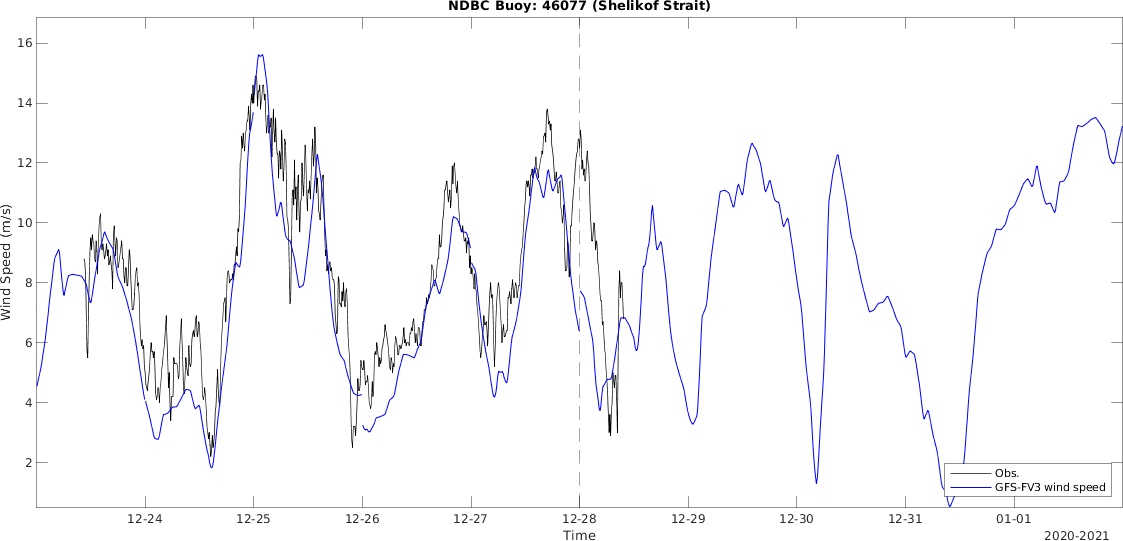 NDBC Buoy: 46077 (Shelikof Strait)
Wind Speed (m/s)
16
14
12
10
8
6
4
2
Obs.
GFS-FV3 wind speed
12-24 12-25 12-26 12-27 12-28 12-29 12-30 12-31 01-01
Time
2020-2021